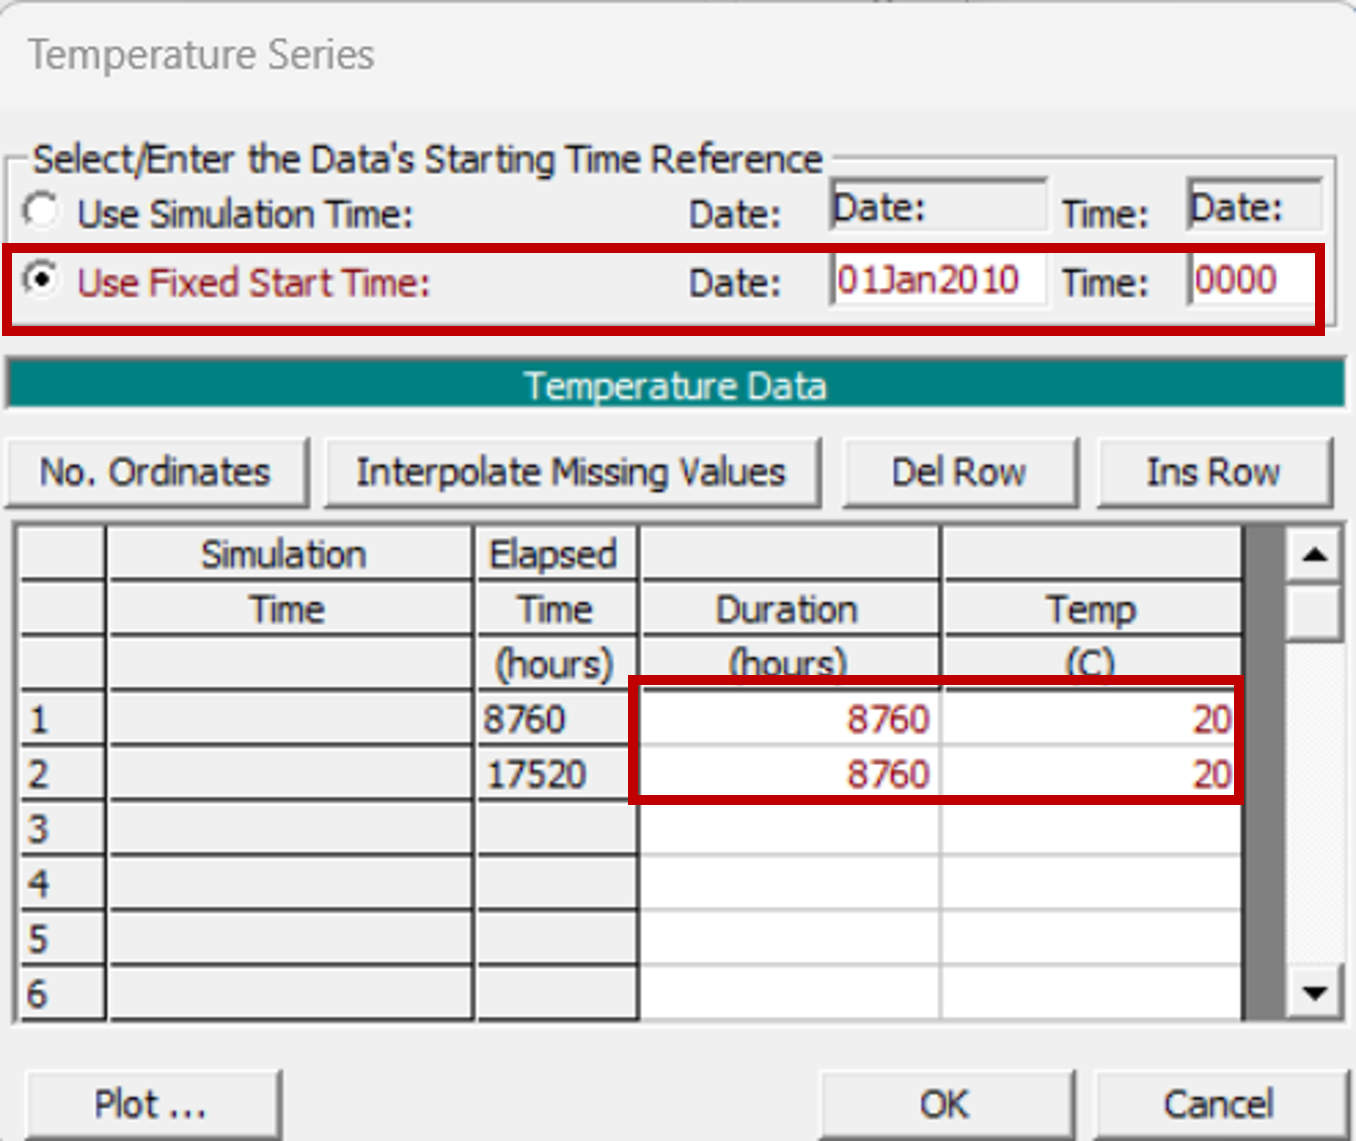 Temperature Series
Select/Enter the Data's Starting Time Reference
Use Simulation Time: Date: Date: Time: Date:
Use Fixed Start Time: Date: 01Jan2010 Time: 0000
Temperature Data
No. Ordinates Interpolate Missing Values Del Row Ins Row
Simulation Elapsed
Time Time Duration Temp
(hours) (hours) (C)
1 8760 8760 20
2 17520 8760 20
3
4
5
6
Plot ... OK Cancel